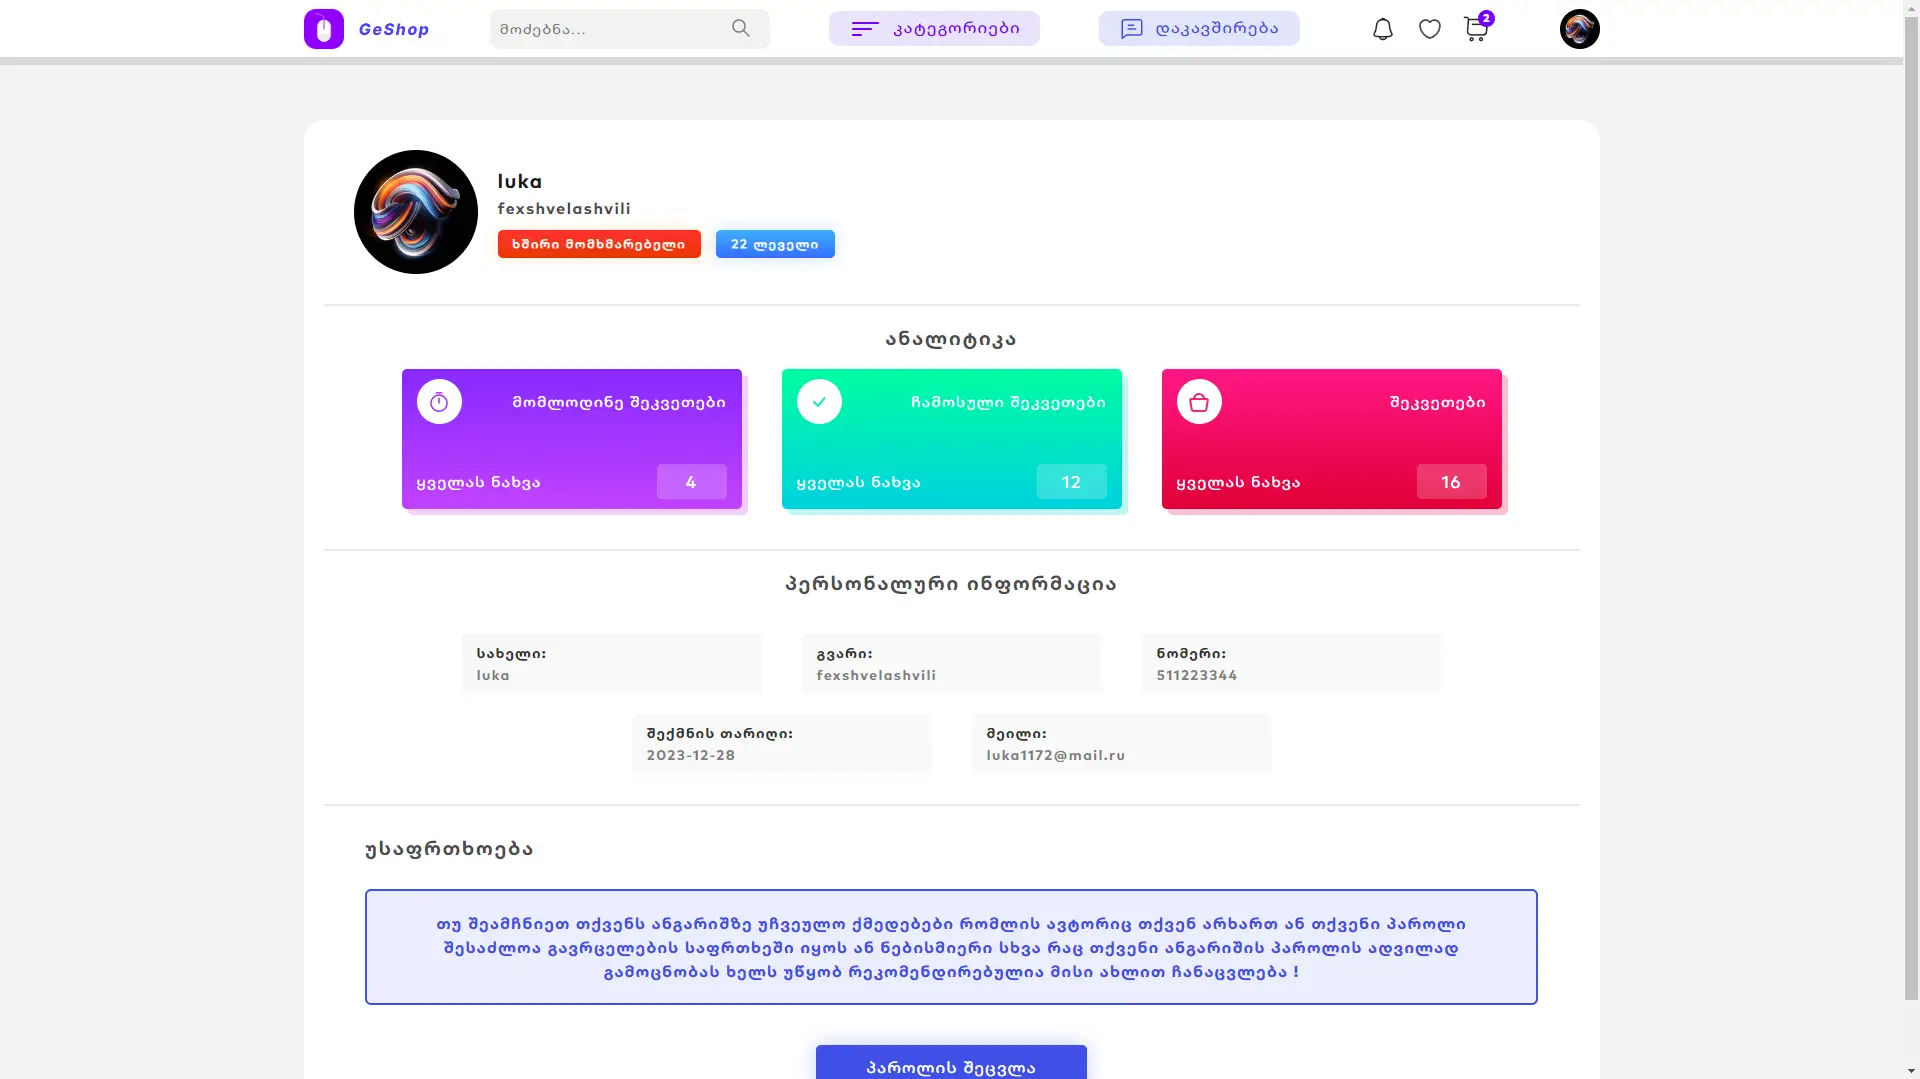 GeShop
მოძებნა...
კატეგორიები
დაკავშირება
2
luka
fexshvelashvili
ხშირი მომხმარებელი
22 ლეველი
ანალიტიკა
მომლოდინე შეკვეთები
ყველას ნახვა
4
ჩამოსული შეკვეთები
ყველას ნახვა
12
შეკვეთები
ყველას ნახვა
16
პერსონალური ინფორმაცია
სახელი:
luka
გვარი:
fexshvelashvili
ნომერი:
511223344
შექმნის თარიღი:
2023-12-28
მეილი:
luka1172@mail.ru
უსაფრთხოება
თუ შეამჩნიეთ თქვენს ანგარიშზე უჩვეულო ქმედებები რომლის ავტორიც თქვენ არხართ ან თქვენი პაროლი
შესაძლოა გავრცელების საფრთხეში იყოს ან ნებისმიერი სხვა რაც თქვენი ანგარიშის პაროლის ადვილად
გამოცნობას ხელს უწყობ რეკომენდირებულია მისი ახლით ჩანაცვლება !
პაროლის შეცვლა